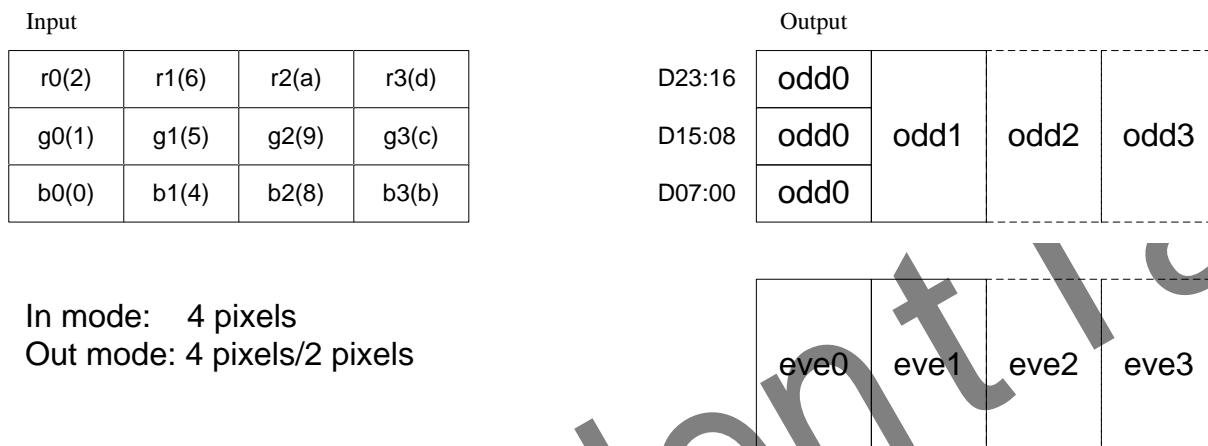 Input
r0(2) r1(6) r2(a) r3(d)
g0(1) g1(5) g2(9) g3(c)
b0(0) b1(4) b2(8) b3(b)
In mode: 4 pixels
Out mode: 4 pixels/2 pixels
Output
D23:16 odd0
D15:08 odd0 odd1 odd2 odd3
D07:00 odd0
eve0 eve1 eve2 eve3